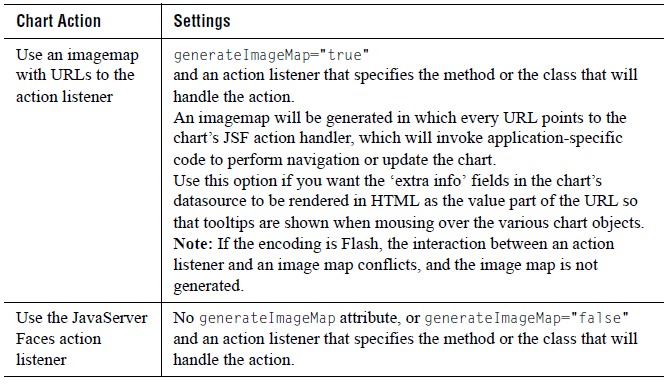 Chart Action
Settings
Use an imagemap
with URLs to the
action listener
generateImageMap="true"
and an action listener that specifies the method or the class that will
handle the action.
An imagemap will be generated in which every URL points to the
chart’s JSF action handler, which will invoke application-specific
code to perform navigation or update the chart.
Use this option if you want the ‘extra info’ fields in the chart’s
datasource to be rendered in HTML as the value part of the URL so
that tooltips are shown when mousing over the various chart objects.
Note: If the encoding is Flash, the interaction between an action
listener and an image map conflicts, and the image map is not
generated.
Use the JavaServer
Faces action
listener
No generateImageMap attribute, or generateImageMap="false"
and an action listener that specifies the method or the class that will
handle the action.